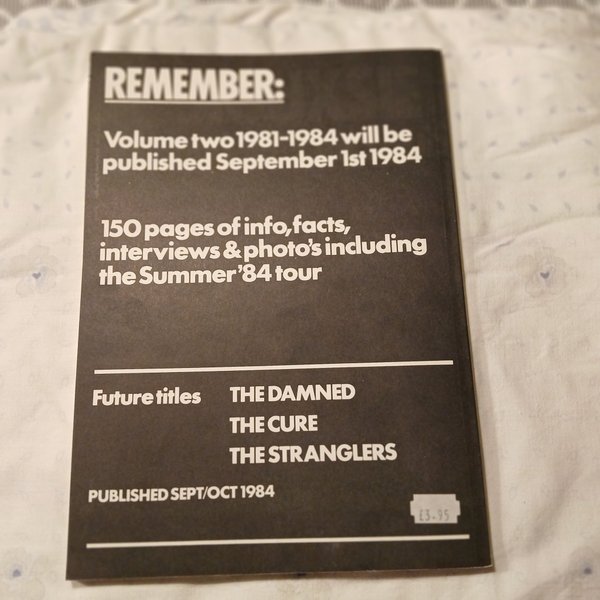 REMEMBER:
Volume two 1981-1984 will be
published September 1st 1984
150 pages of info, facts,
interviews & photo's including
the Summer '84 tour
Future titles THE DAMNED
THE CURE
THE STRANGLERS
PUBLISHED SEPT/OCT 1984
£3.95